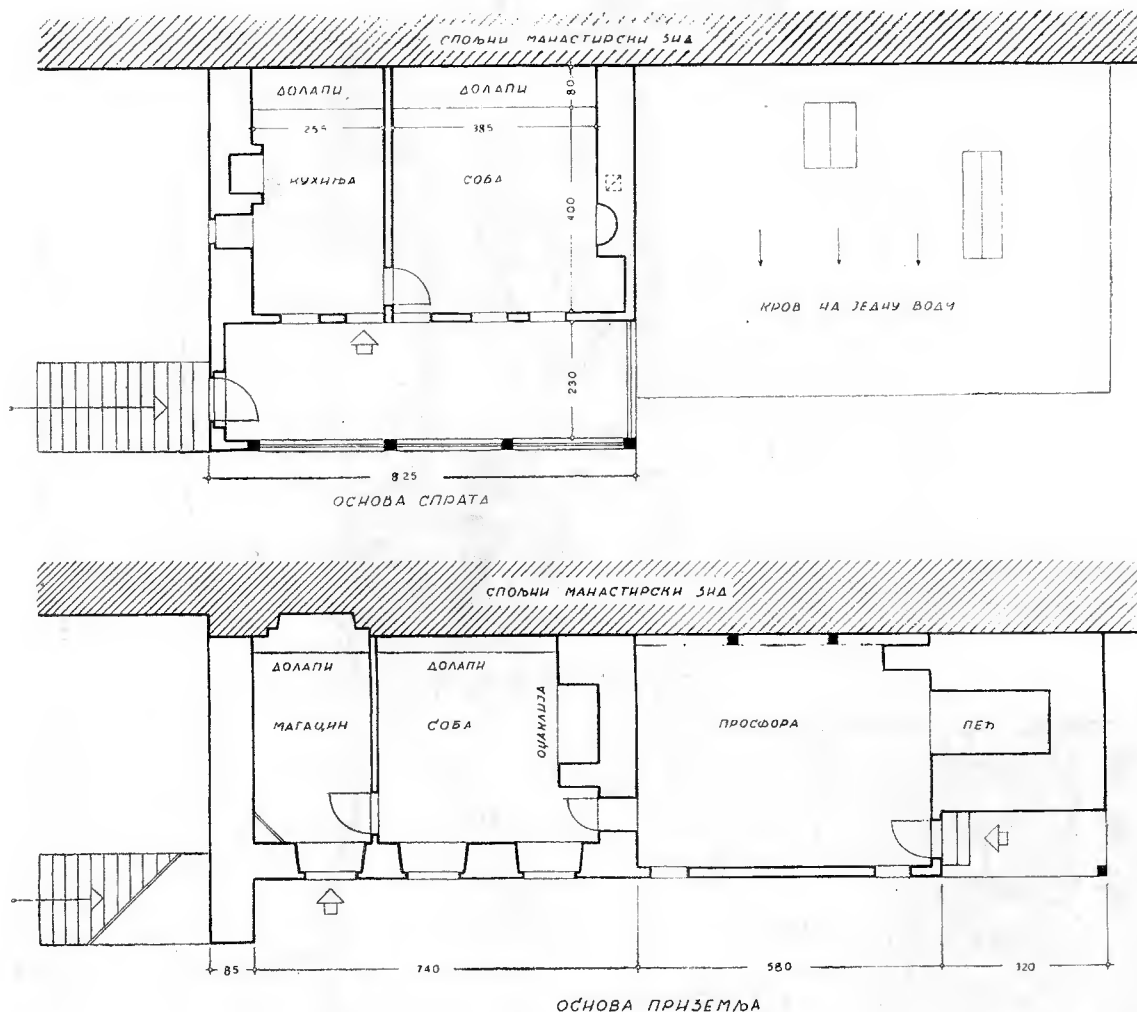 СПОЉНИ МАНАСТИРСКИ ЗИД
ДОЛАПИ
ДОЛАПИ
80
255
385
КУХИЊА
СОБА
400
КРОВ НА ЈЕДНУ ВОДУ
230
825
ОСНОВА СПРАТА
СПОЉНИ МАНАСТИРСКИ ЗИД
ДОЛАПИ
ДОЛАПИ
ОЏАКЛИЈА
МАГАЦИН
СОБА
ПРОСФОРА
ПЕЋ
85
740
580
320
ОСНОВА ПРИЗЕМЉА